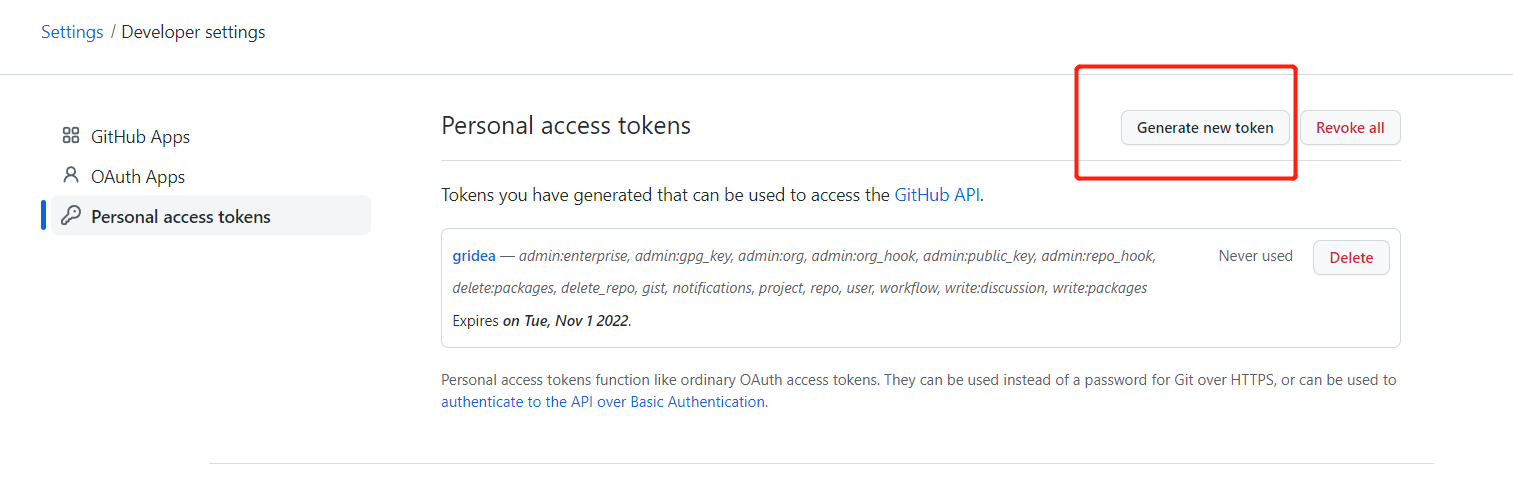 Settings / Developer settings
GitHub Apps
OAuth Apps
Personal access tokens
Personal access tokens
Generate new token
Revoke all
Tokens you have generated that can be used to access the GitHub API.
gridea — admin:enterprise, admin:gpg_key, admin:org, admin:org_hook, admin:public_key, admin:repo_hook,
delete:packages, delete_repo, gist, notifications, project, repo, user, workflow, write:discussion, write:packages
Never used
Delete
Expires on Tue, Nov 1 2022.
Personal access tokens function like ordinary OAuth access tokens. They can be used instead of a password for Git over HTTPS, or can be used to
authenticate to the API over Basic Authentication.